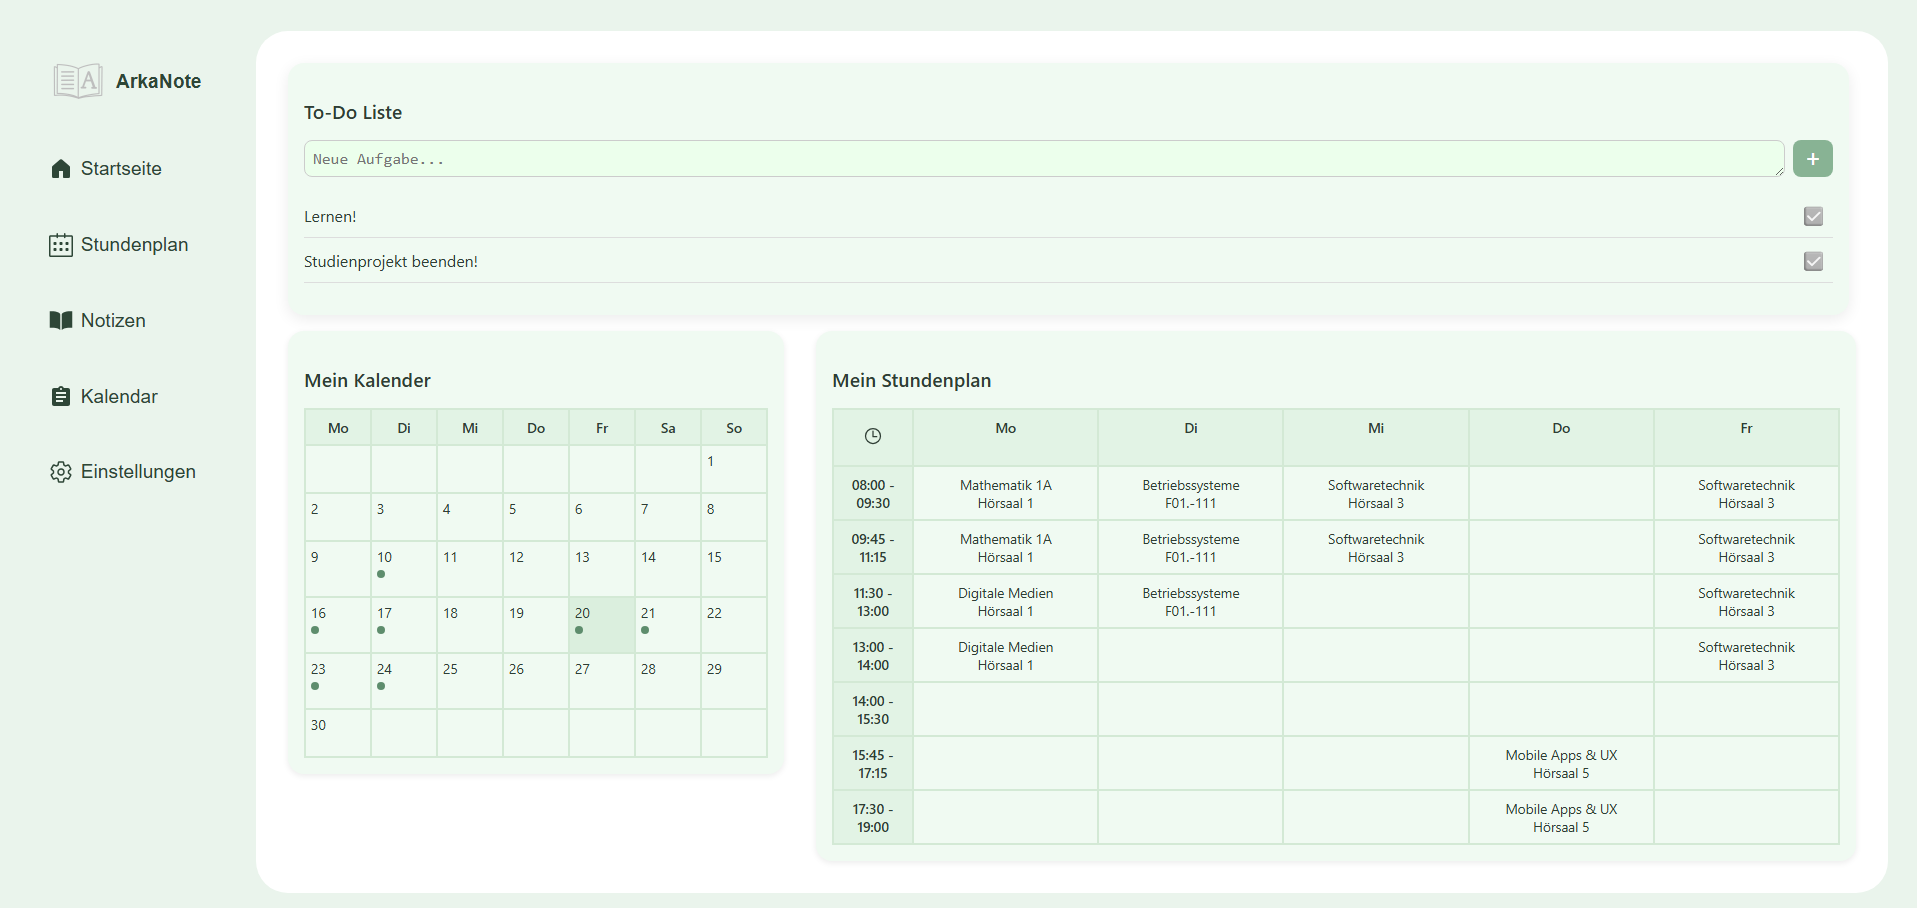 A
ArkaNote
Startseite
Stundenplan
Notizen
Kalendar
Einstellungen
To-Do Liste
Neue Aufgabe...
+
Lernen!
Studienprojekt beenden!
Mein Kalender
Mo Di Mi Do Fr Sa So
1
2 3 4 5 6 7 8
9 10 11 12 13 14 15
16 17 18 19 20 21 22
23 24 25 26 27 28 29
30
Mein Stundenplan
Mo Di Mi Do Fr
08:00 - Mathematik 1A Betriebssysteme Softwaretechnik Softwaretechnik
09:30 Hörsaal 1 F01.-111 Hörsaal 3 Hörsaal 3
09:45 - Mathematik 1A Betriebssysteme Softwaretechnik Softwaretechnik
11:15 Hörsaal 1 F01.-111 Hörsaal 3 Hörsaal 3
11:30 - Digitale Medien Betriebssysteme Softwaretechnik
13:00 Hörsaal 1 F01.-111 Hörsaal 3
13:00 - Digitale Medien Softwaretechnik
14:00 Hörsaal 1 Hörsaal 3
14:00 -
15:30
15:45 - Mobile Apps & UX
17:15 Hörsaal 5
17:30 - Mobile Apps & UX
19:00 Hörsaal 5